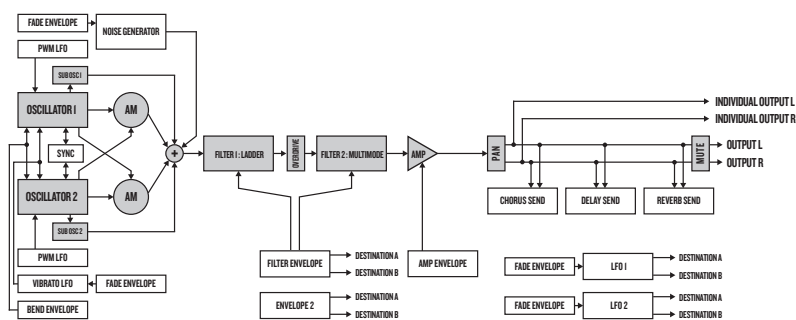 FADE ENVELOPE
NOISE GENERATOR
PWM LFO
SUB OSC 1
OSCILLATOR 1
AM
SYNC
+
OSCILLATOR 2
AM
SUB OSC 2
PWM LFO
VIBRATO LFO
FADE ENVELOPE
BEND ENVELOPE
FILTER 1 : LADDER
OVERDRIVE
FILTER 2 : MULTIMODE
AMP
PAN
INDIVIDUAL OUTPUT L
INDIVIDUAL OUTPUT R
MUTE
OUTPUT L
OUTPUT R
CHORUS SEND
DELAY SEND
REVERB SEND
FILTER ENVELOPE
DESTINATION A
DESTINATION B
AMP ENVELOPE
FADE ENVELOPE
LFO 1
DESTINATION A
DESTINATION B
ENVELOPE 2
DESTINATION A
DESTINATION B
FADE ENVELOPE
LFO 2
DESTINATION A
DESTINATION B